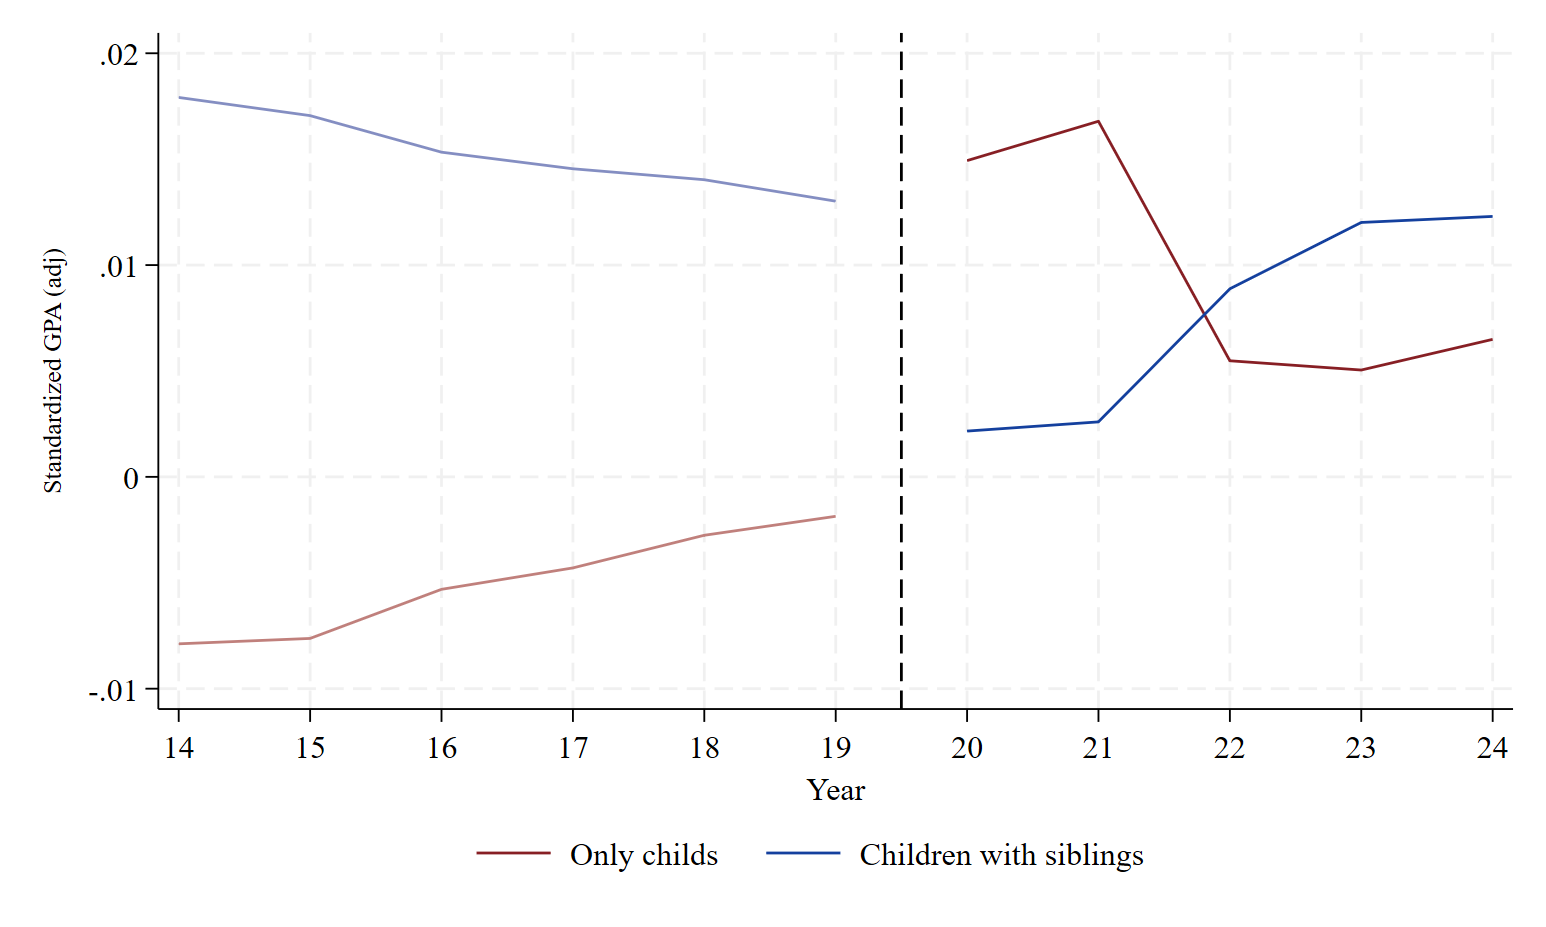 .02
.01
0
-.01
Standardized GPA (adj)
14 15 16 17 18 19 20 21 22 23 24
Year
Only childs Children with siblings